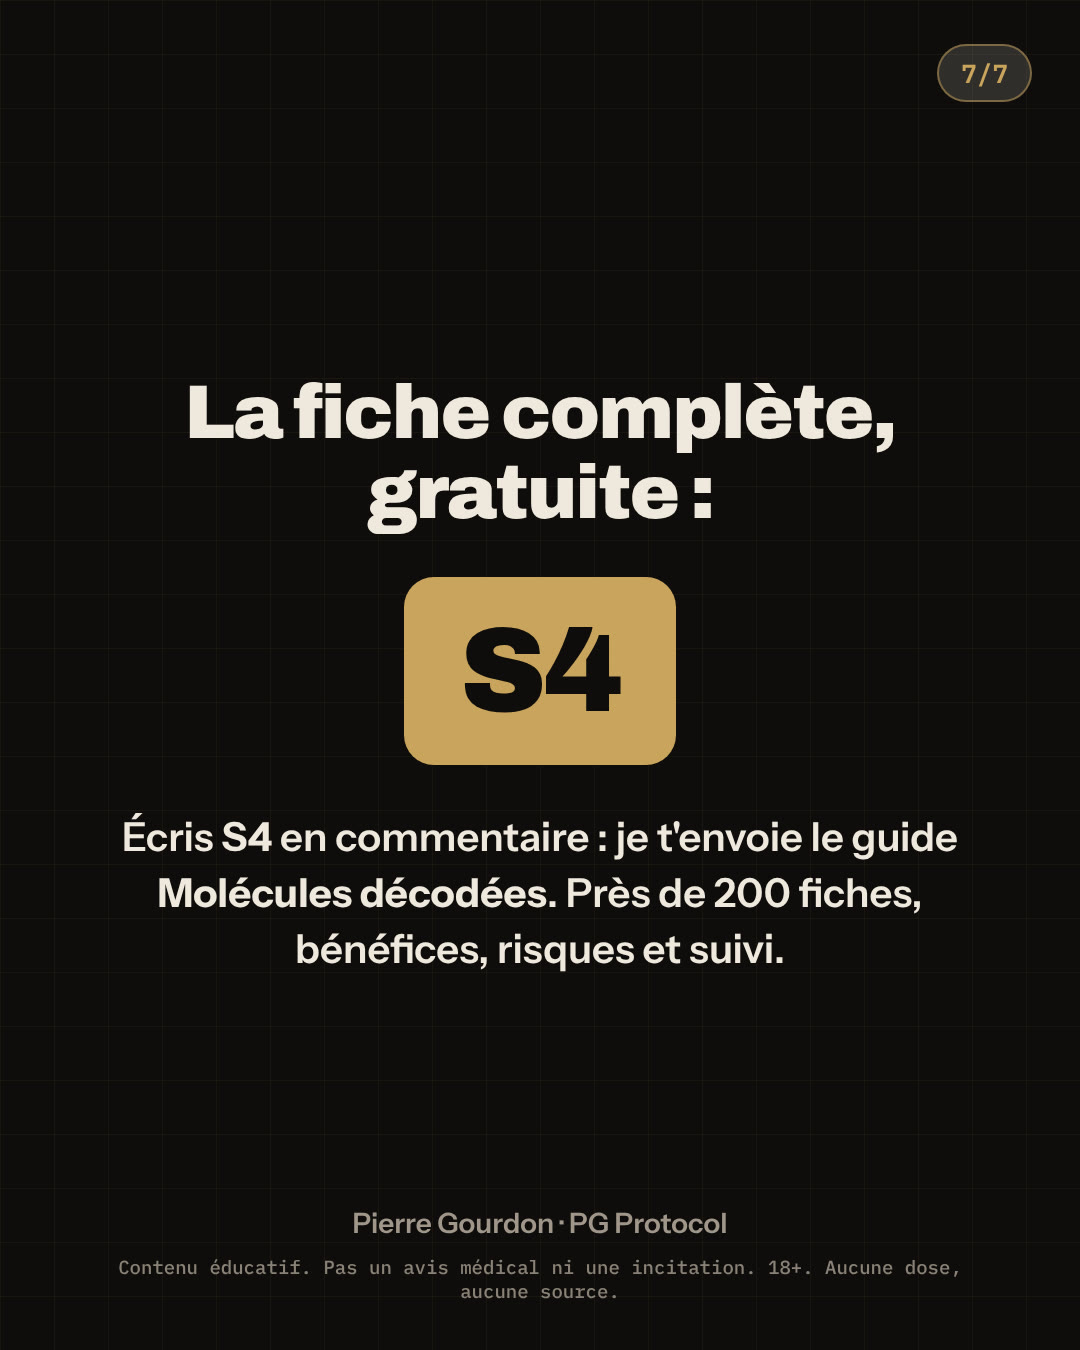 7/7
La fiche complète,
gratuite :
S4
Écris S4 en commentaire : je t'envoie le guide
Molécules décodées. Près de 200 fiches,
bénéfices, risques et suivi.
Pierre Gourdon · PG Protocol
Contenu éducatif. Pas un avis médical ni une incitation. 18+. Aucune dose,
aucune source.